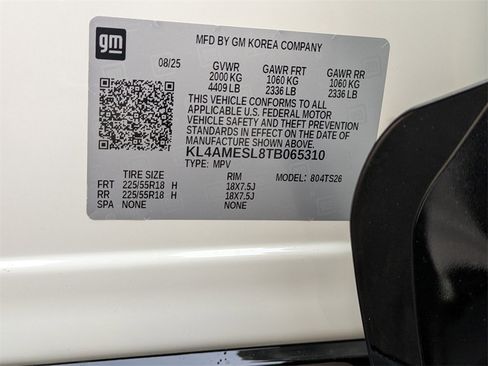 gm
MFD BY GM KOREA COMPANY
08/25 GVWR GAWR FRT GAWR RR
2000 KG 1060 KG 1060 KG
4409 LB 2336 LB 2336 LB
THIS VEHICLE CONFORMS TO ALL
APPLICABLE U.S. FEDERAL MOTOR
VEHICLE SAFETY AND THEFT PREVENTION
STANDARDS IN EFFECT ON THE DATE OF
MANUFACTURE SHOWN ABOVE.
KL4AMESL8TB065310
TYPE: MPV
TIRE SIZE RIM MODEL: 804TS26
FRT 225/55R18 H 18X7.5J
RR 225/55R18 H 18X7.5J
SPA NONE NONE